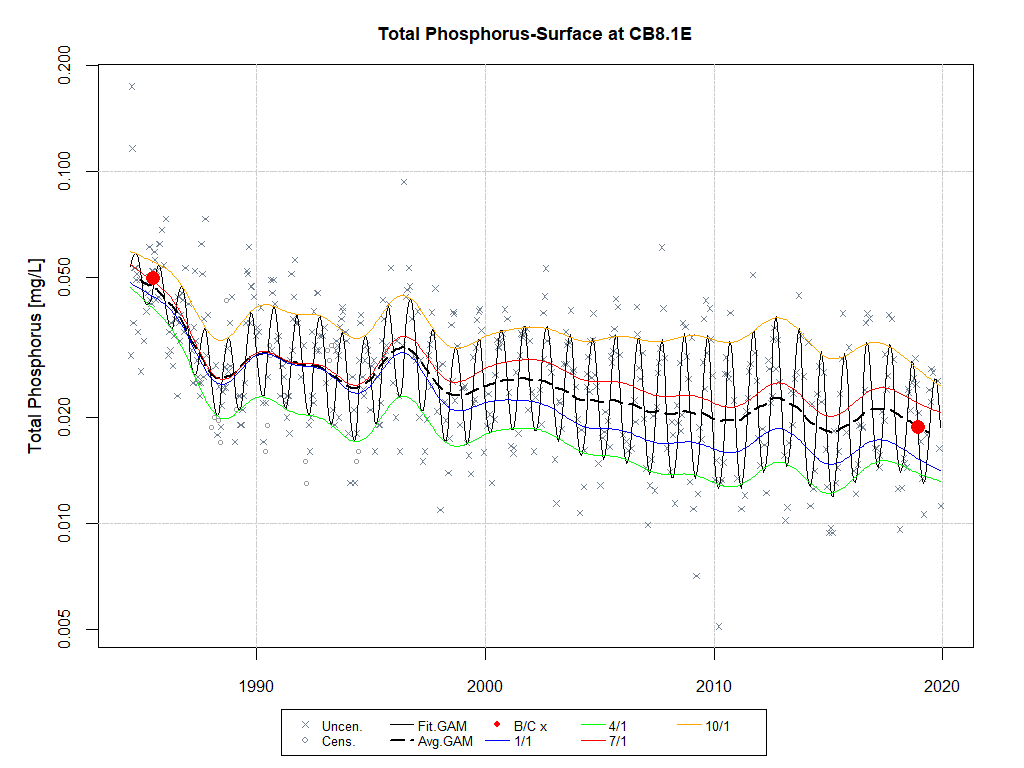 Total Phosphorus-Surface at CB8.1E
Total Phosphorus [mg/L]
0.200
0.100
0.050
0.020
0.010
0.005
1990 2000 2010 2020
Uncen. Fit.GAM B/C x 4/1 10/1
Cens. Avg.GAM 1/1 7/1